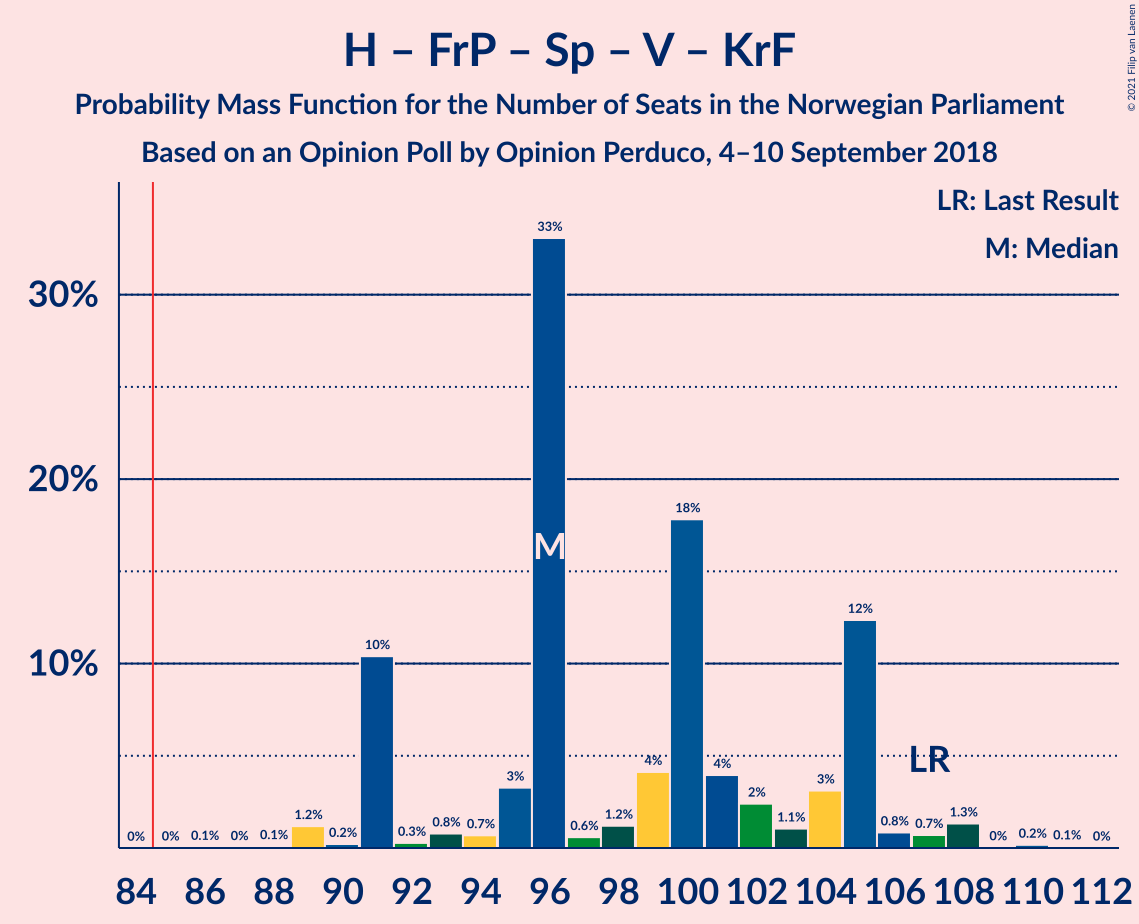 H – FrP – Sp – V – KrF
Probability Mass Function for the Number of Seats in the Norwegian Parliament
Based on an Opinion Poll by Opinion Perduco, 4–10 September 2018
© 2021 Filip van Laenen
LR: Last Result
M: Median
30%
20%
10%
0% 0% 0.1% 0% 0.1% 1.2% 0.2% 10% 0.3% 0.8% 0.7% 3% 33% 0.6% 1.2% 4% 18% 4% 2% 1.1% 3% 12% 0.8% 0.7% 1.3% 0% 0.2% 0.1% 0%
M
LR
84 86 88 90 92 94 96 98 100 102 104 106 108 110 112